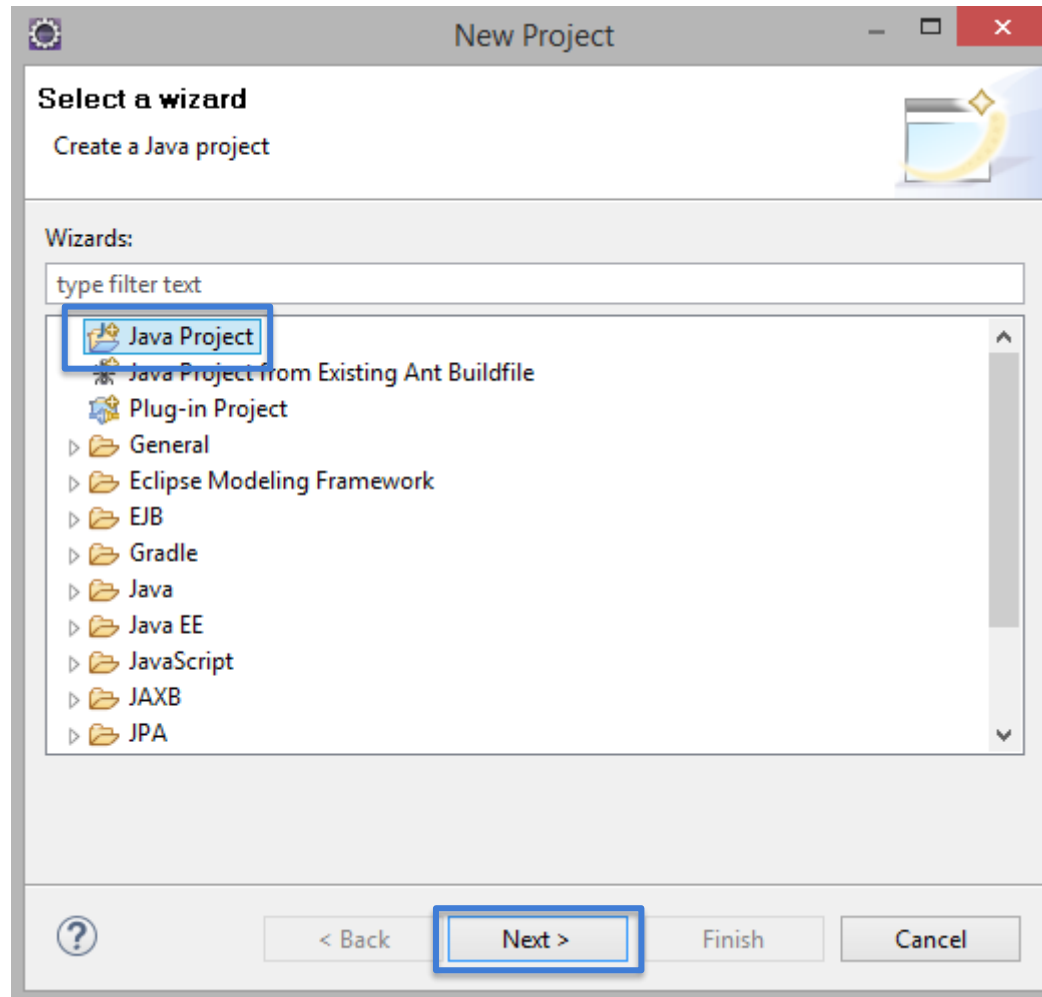 New Project
Select a wizard
Create a Java project
Wizards:
type filter text
Java Project
Java Project from Existing Ant Buildfile
Plug-in Project
General
Eclipse Modeling Framework
EJB
Gradle
Java
Java EE
JavaScript
JAXB
JPA
? < Back Next > Finish Cancel